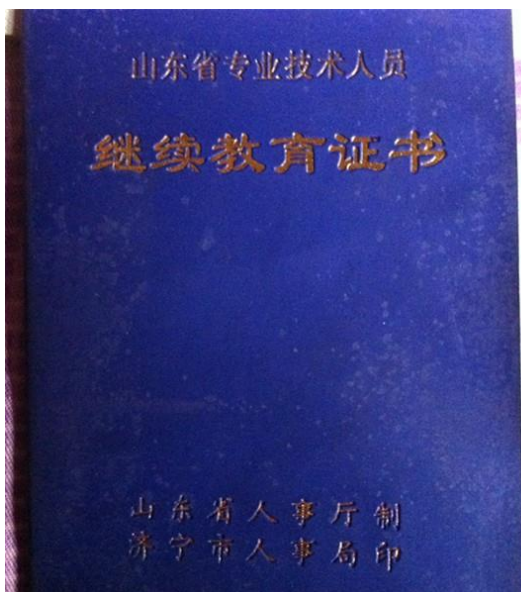 山东省专业技术人员
继续教育证书
山东省人事厅制
济宁市人事局印